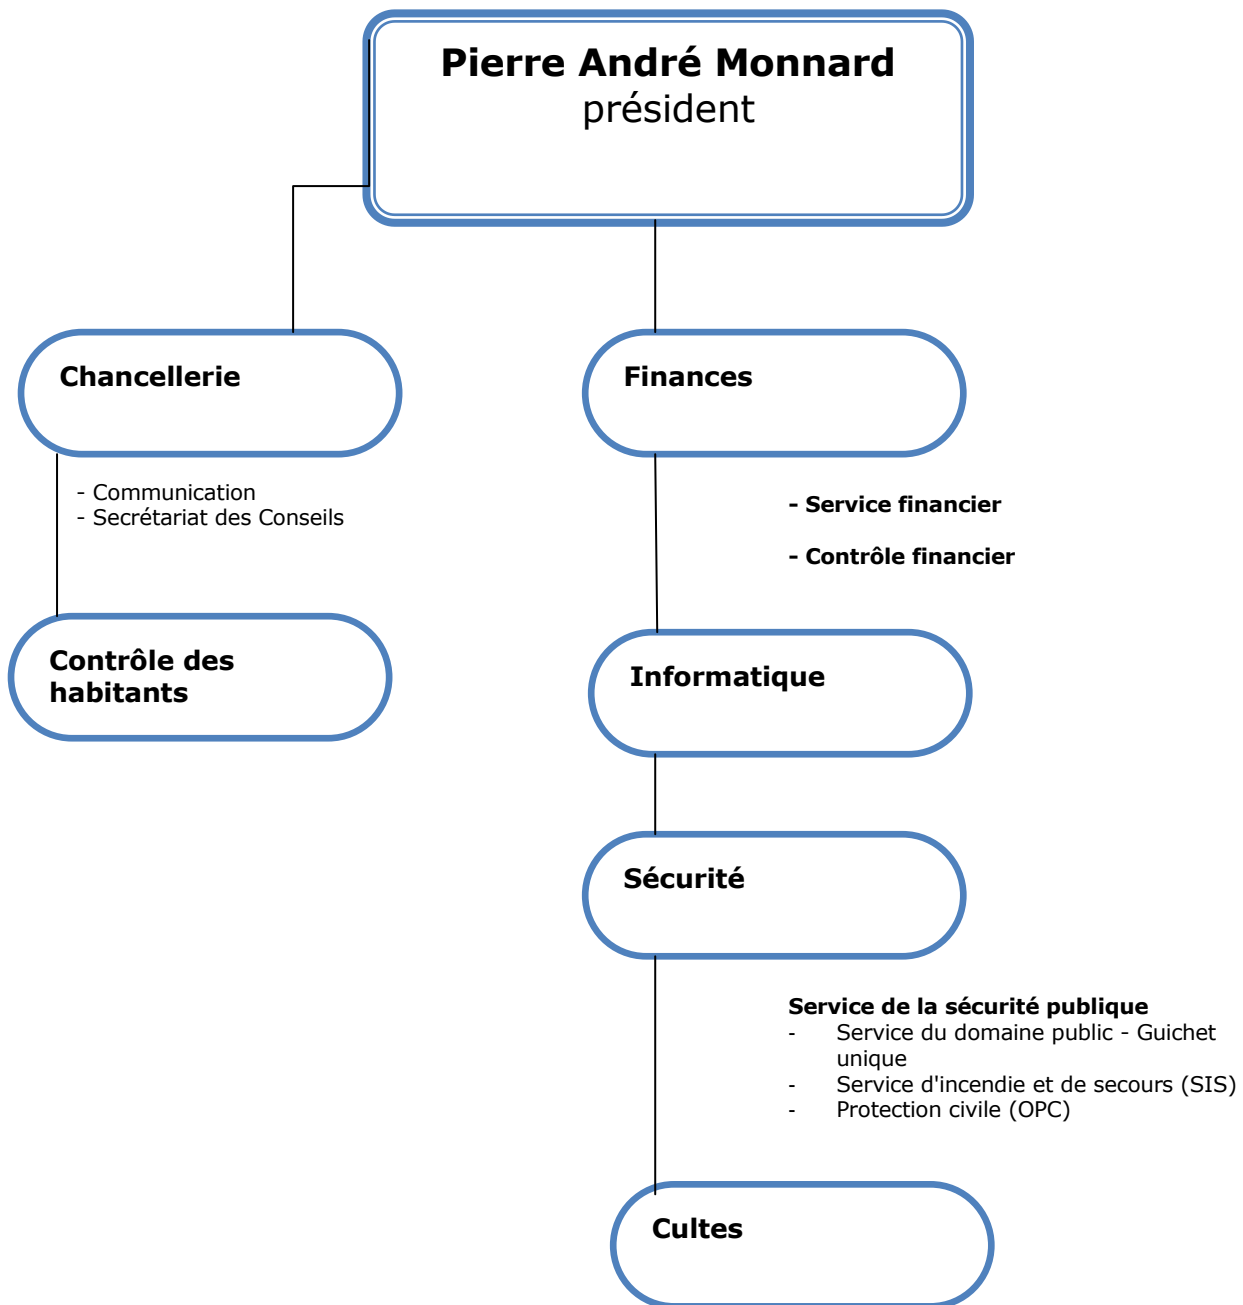 Pierre André Monnard
président
Chancellerie
Finances
- Communication
- Secrétariat des Conseils
- Service financier
- Contrôle financier
Contrôle des
habitants
Informatique
Sécurité
Service de la sécurité publique
- Service du domaine public - Guichet
unique
- Service d'incendie et de secours (SIS)
- Protection civile (OPC)
Cultes